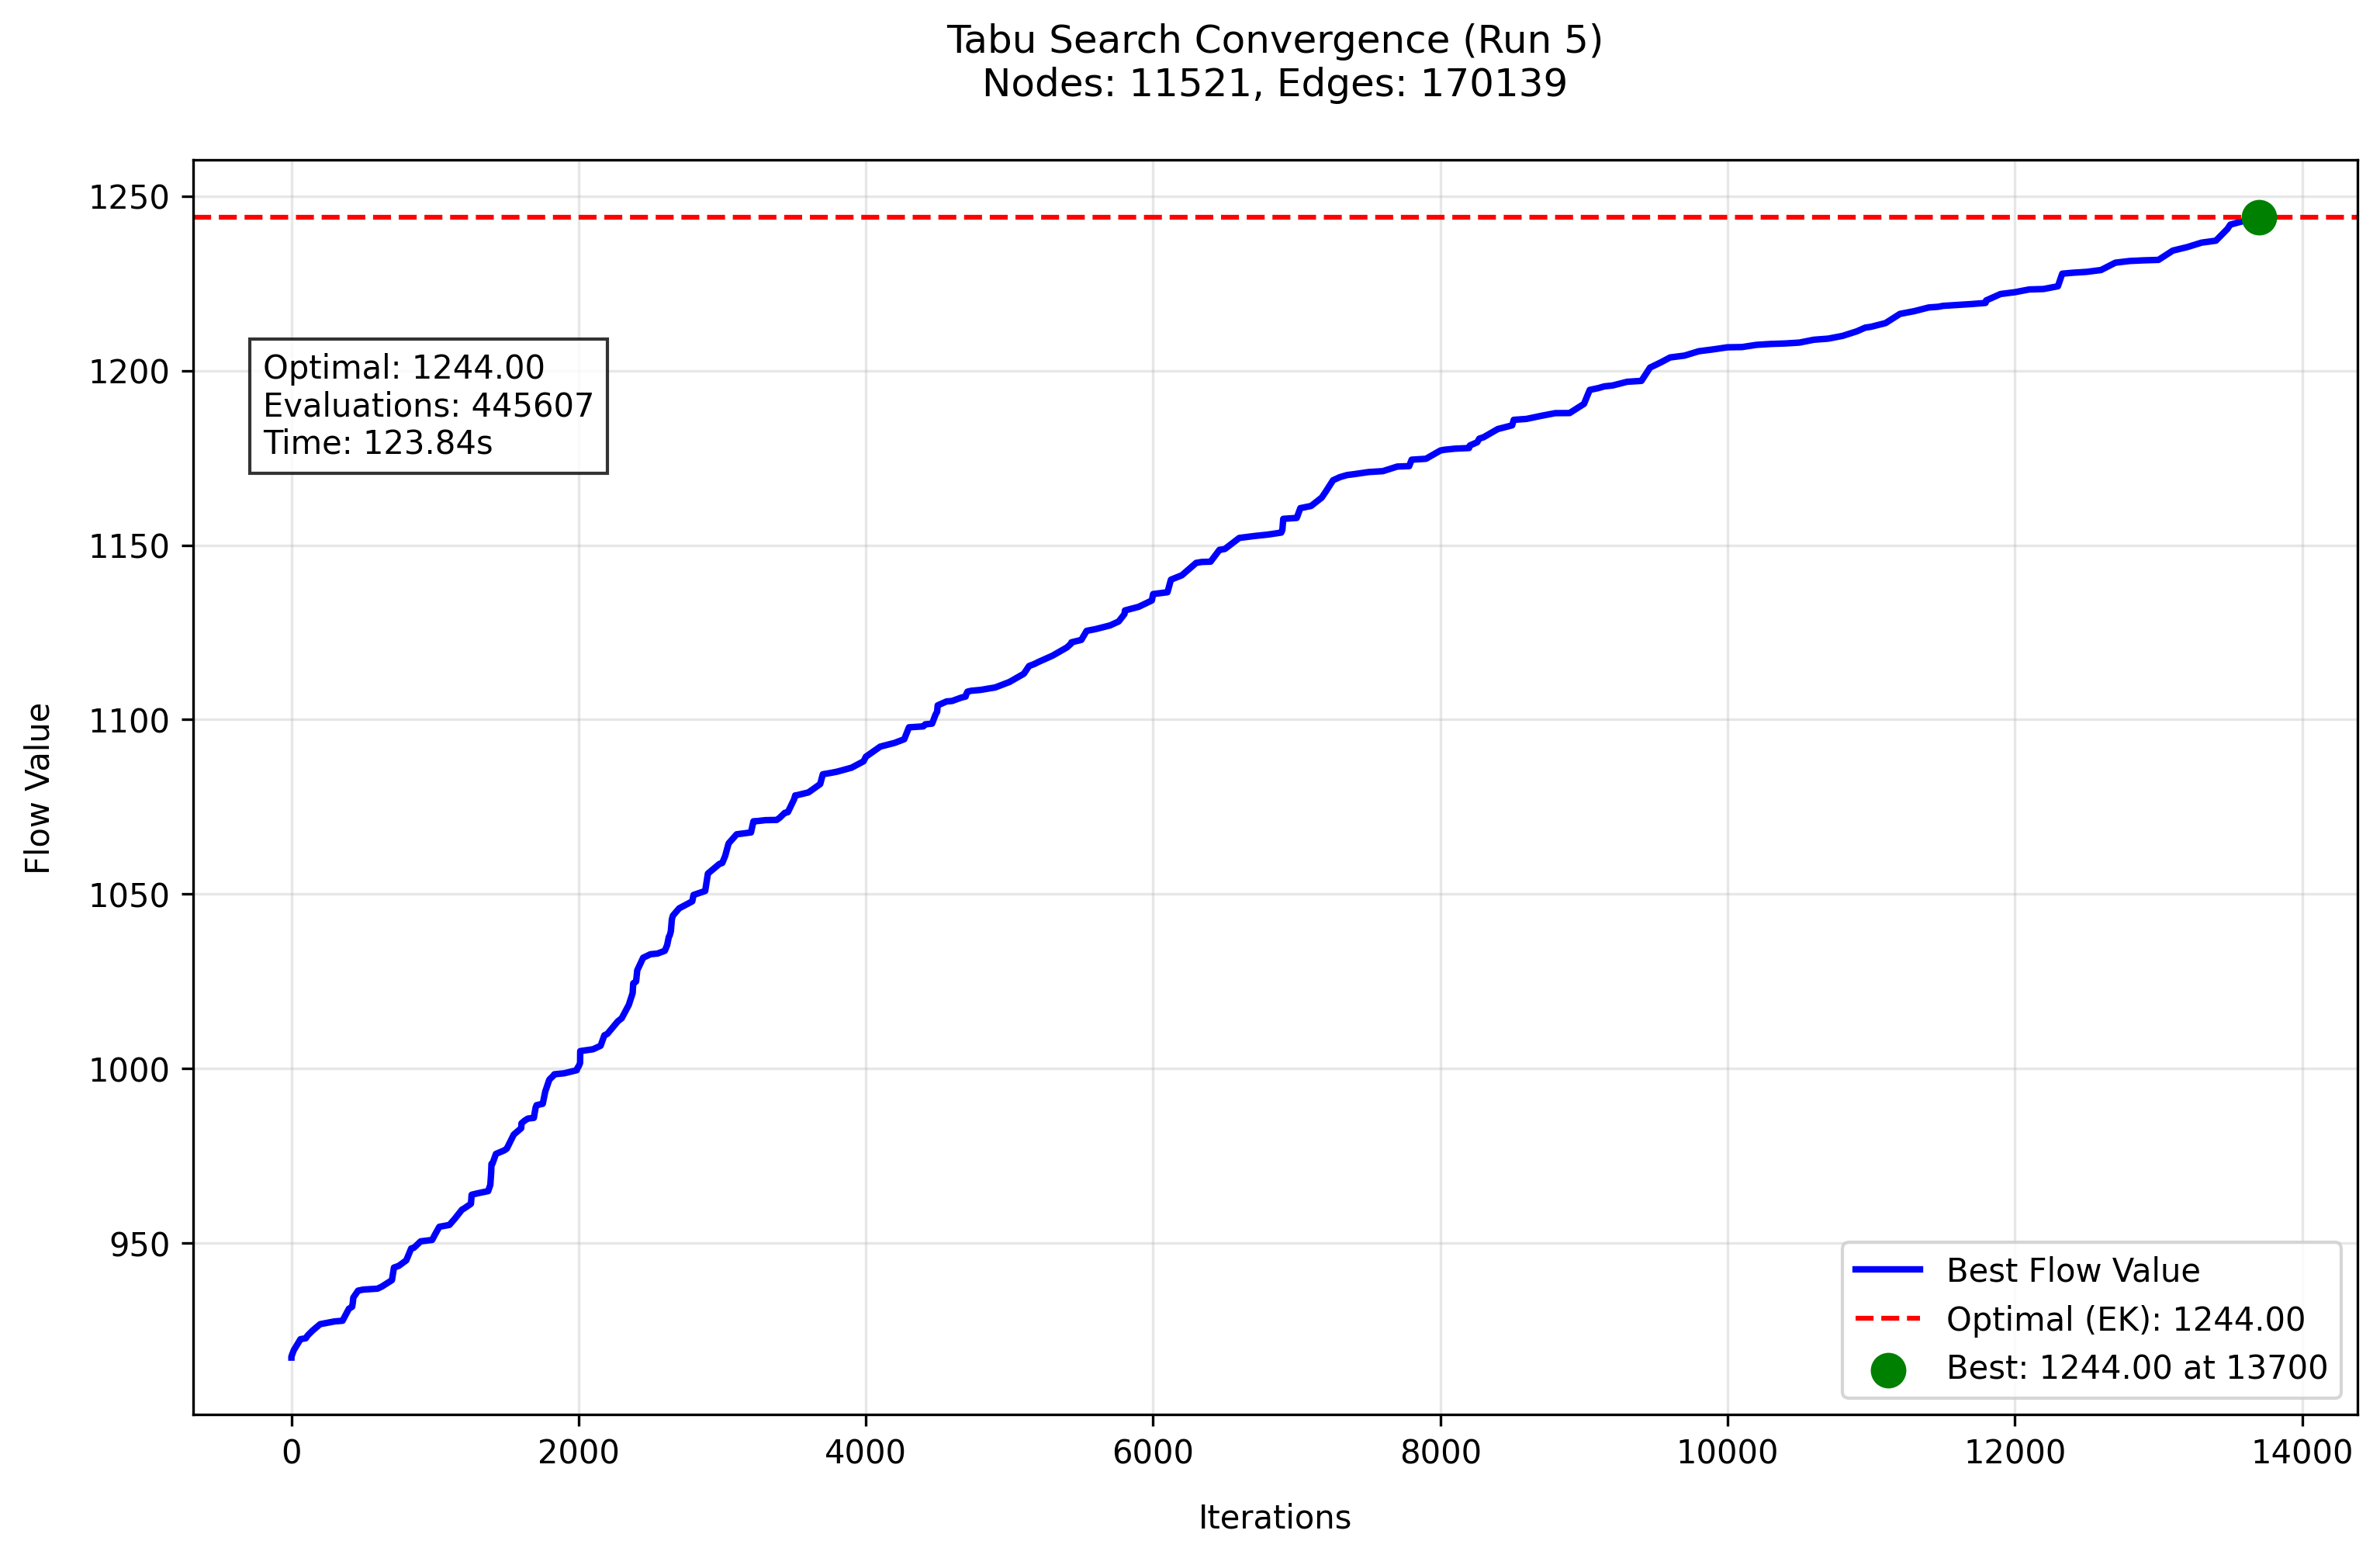 Tabu Search Convergence (Run 5)
Nodes: 11521, Edges: 170139
1250
1200
1150
1100
1050
1000
950
Flow Value
Optimal: 1244.00
Evaluations: 445607
Time: 123.84s
Best Flow Value
Optimal (EK): 1244.00
Best: 1244.00 at 13700
0 2000 4000 6000 8000 10000 12000 14000
Iterations